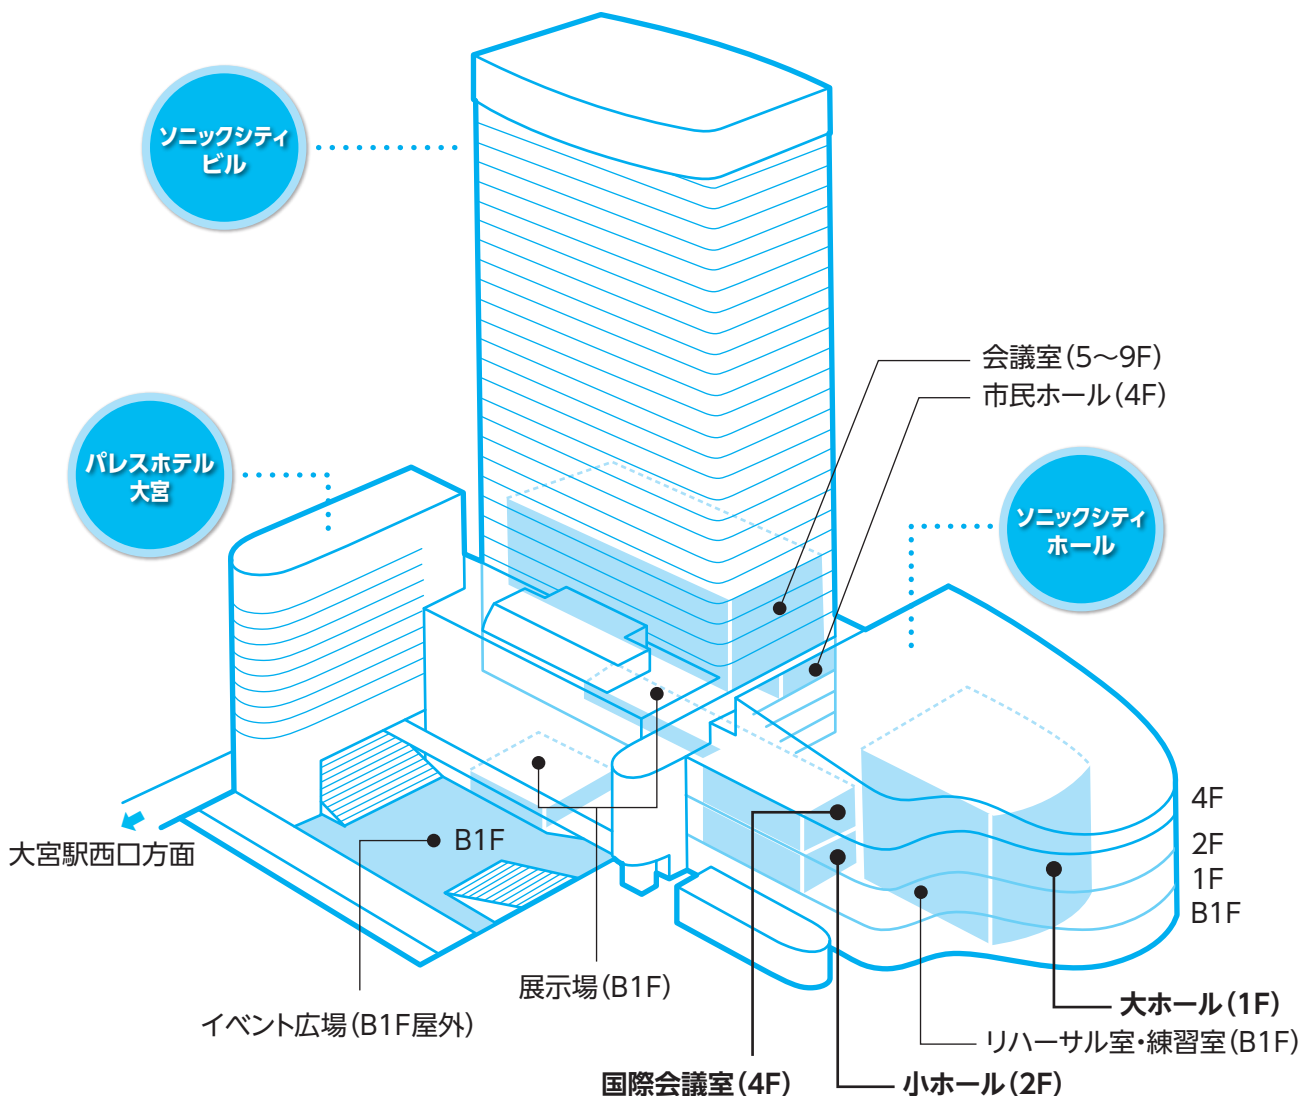 ソニックシティ
ビル
会議室（5～9F）
市民ホール（4F）
パレスホテル
大宮
ソニックシティ
ホール
4F
2F
1F
B1F
B1F
大宮駅西口方面
展示場（B1F）
イベント広場（B1F屋外）
大ホール（1F）
リハーサル室・練習室（B1F）
国際会議室（4F）
小ホール（2F）